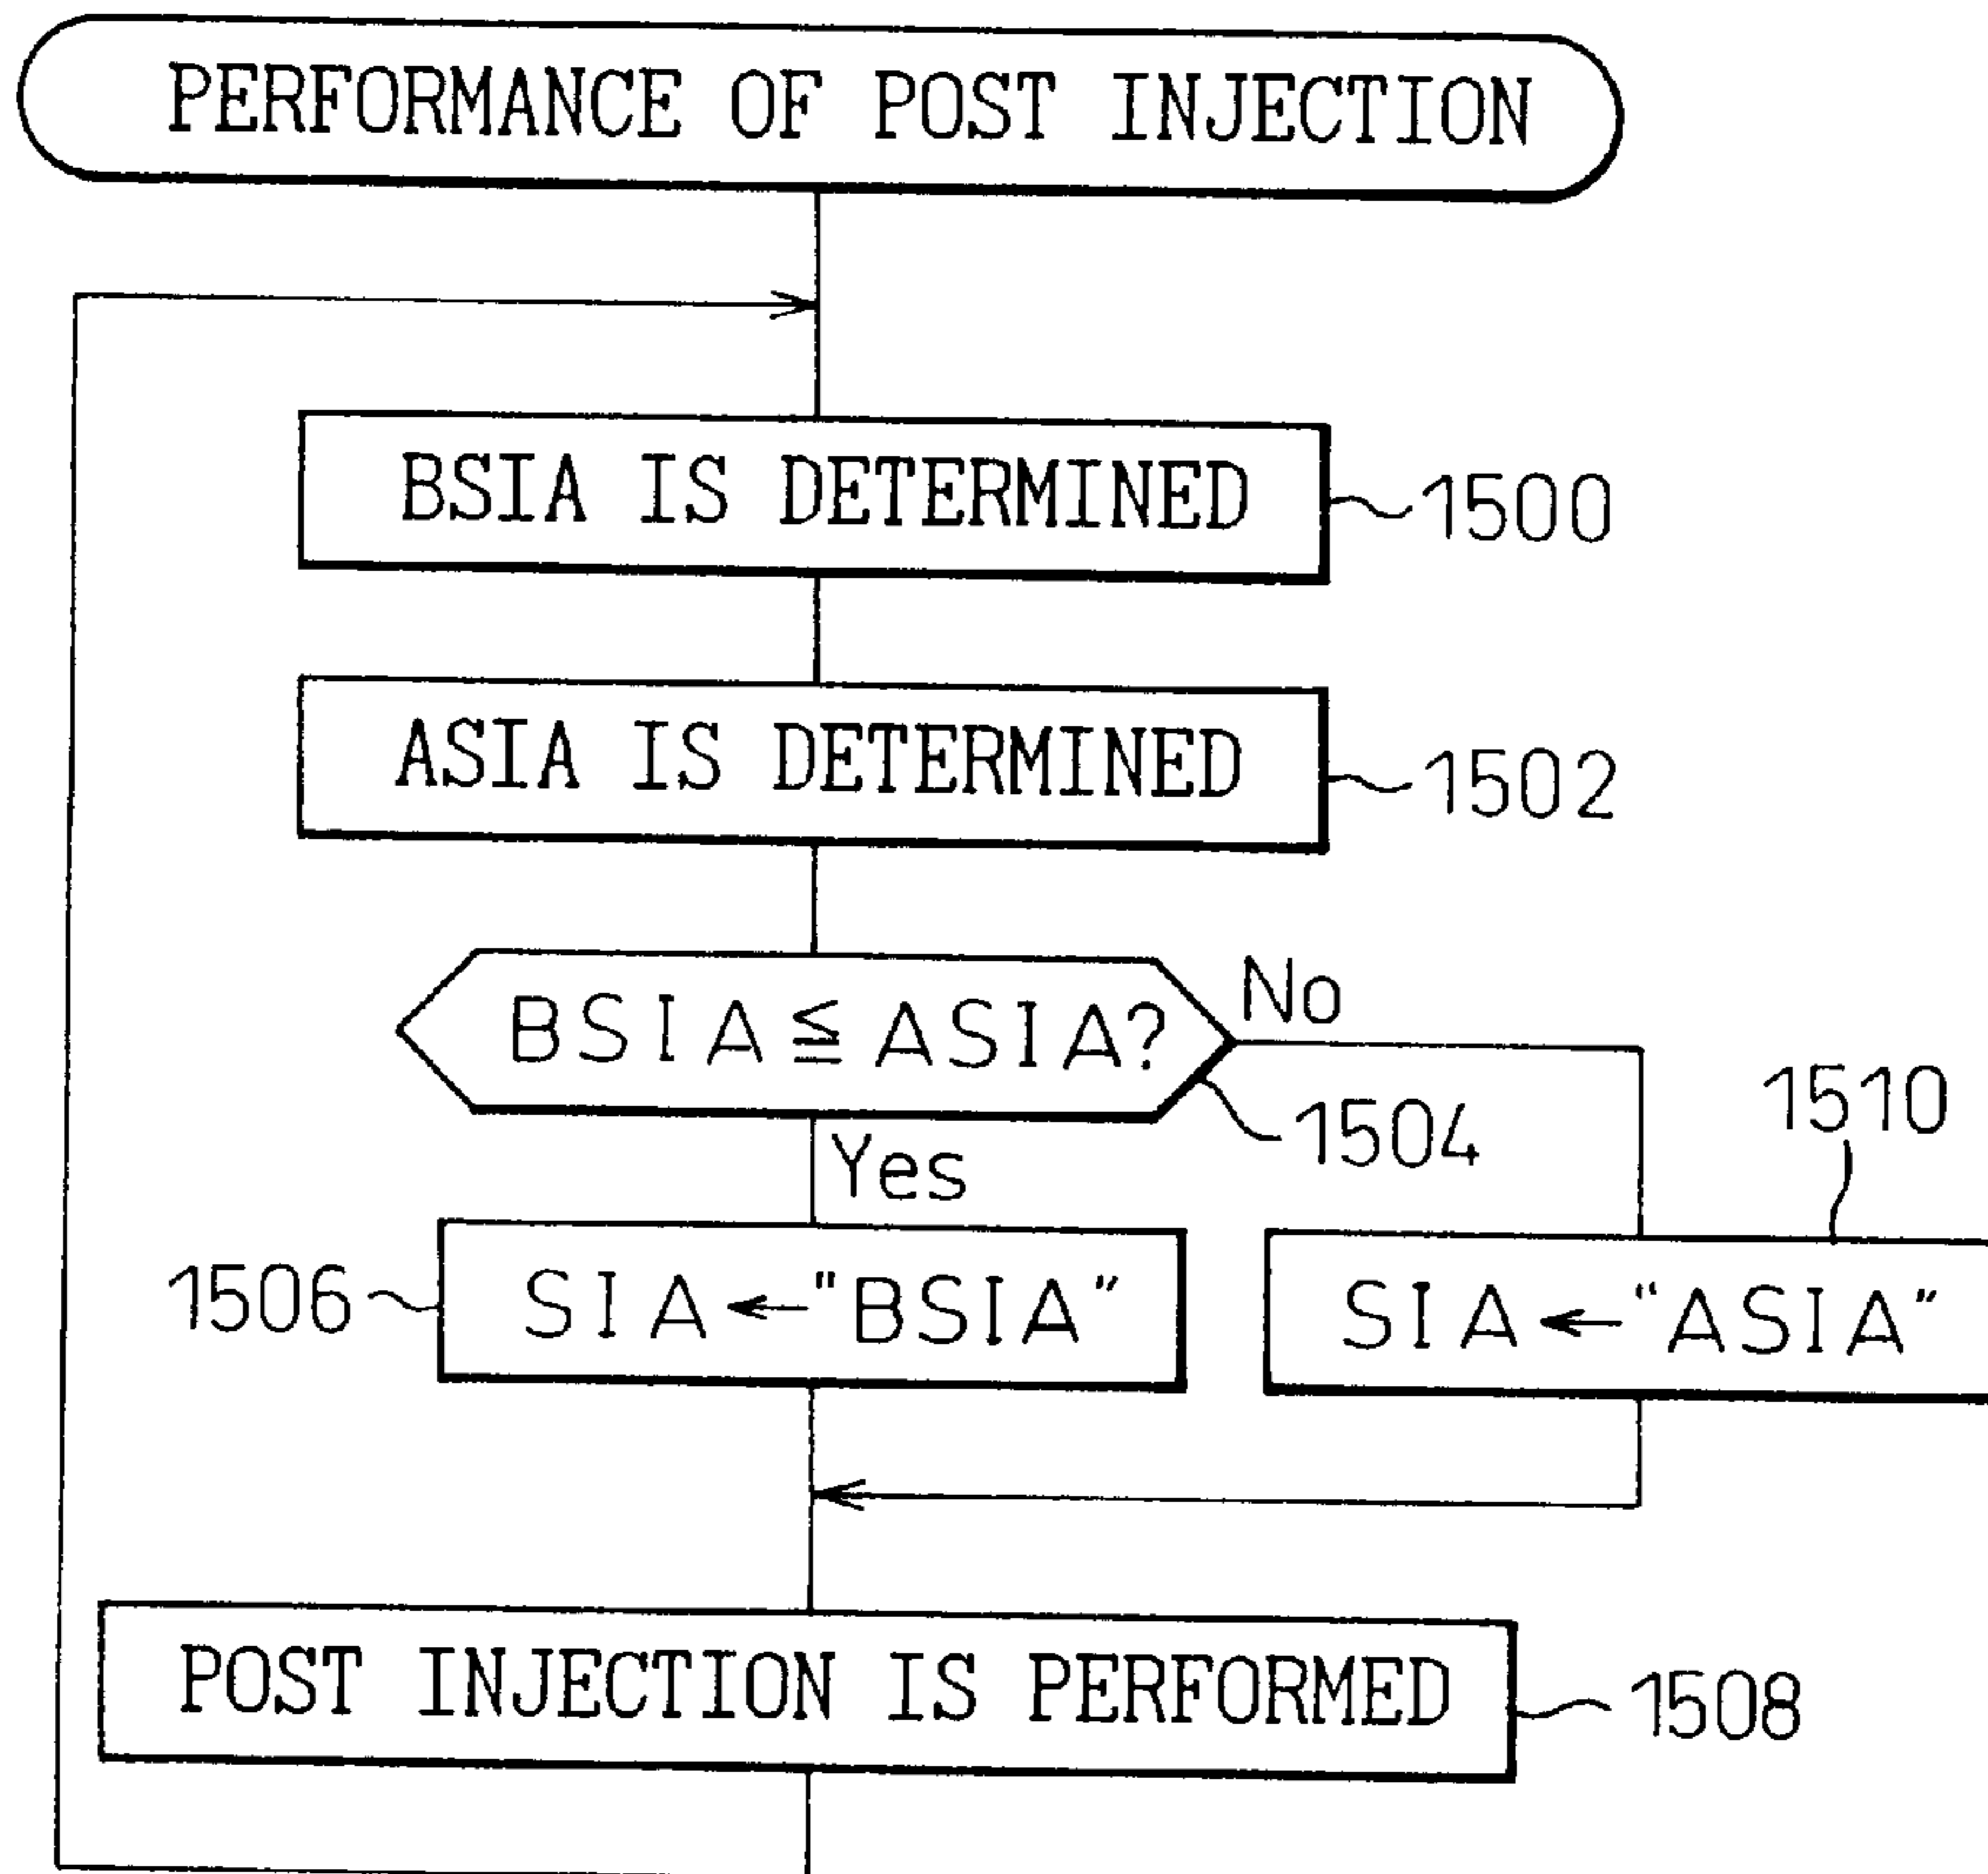 PERFORMANCE OF POST INJECTION
BSIA IS DETERMINED
1500
ASIA IS DETERMINED
1502
BSIA≦ASIA?
No
1504
1510
Yes
1506
SIA←"BSIA"
SIA←"ASIA"
POST INJECTION IS PERFORMED
1508